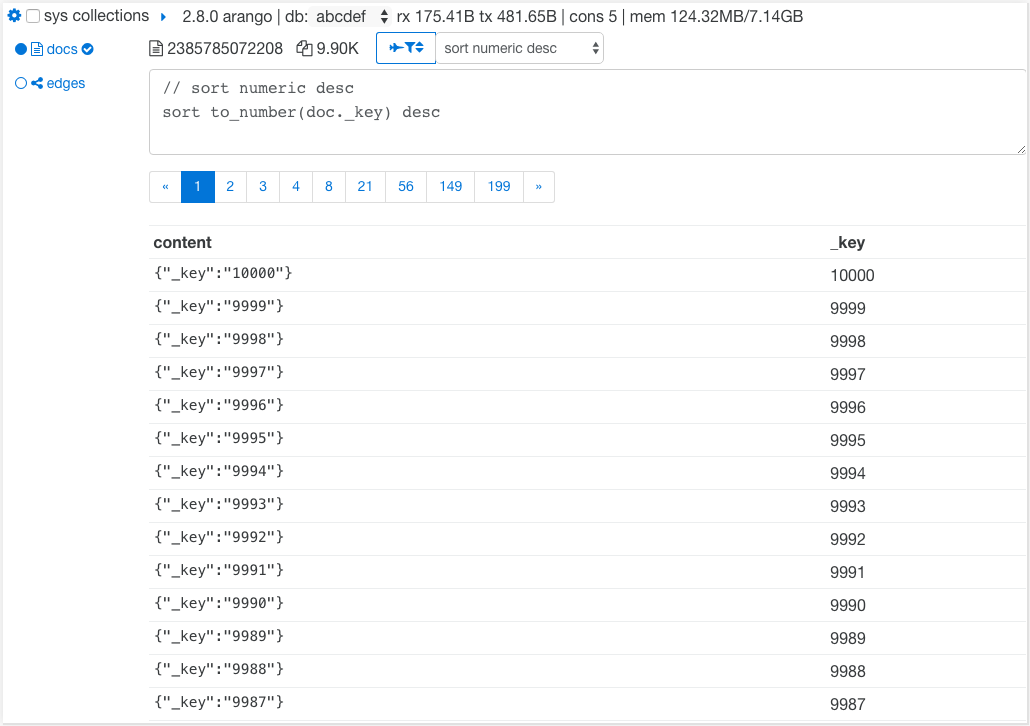 sys collections 2.8.0 arango | db: abcdef rx 175.41B tx 481.65B | cons 5 | mem 124.32MB/7.14GB
docs 2385785072208 9.90K sort numeric desc
edges
// sort numeric desc
sort to_number(doc._key) desc
« 1 2 3 4 8 21 56 149 199 »
content _key
{"_key":"10000"} 10000
{"_key":"9999"} 9999
{"_key":"9998"} 9998
{"_key":"9997"} 9997
{"_key":"9996"} 9996
{"_key":"9995"} 9995
{"_key":"9994"} 9994
{"_key":"9993"} 9993
{"_key":"9992"} 9992
{"_key":"9991"} 9991
{"_key":"9990"} 9990
{"_key":"9989"} 9989
{"_key":"9988"} 9988
{"_key":"9987"} 9987